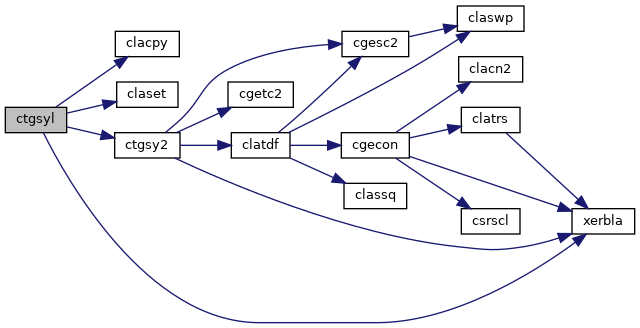 ctgsyl
clacpy
claset
ctgsy2
cgetc2
clatdf
cgesc2
cgecon
classq
claswp
clacn2
clatrs
csrscl
xerbla